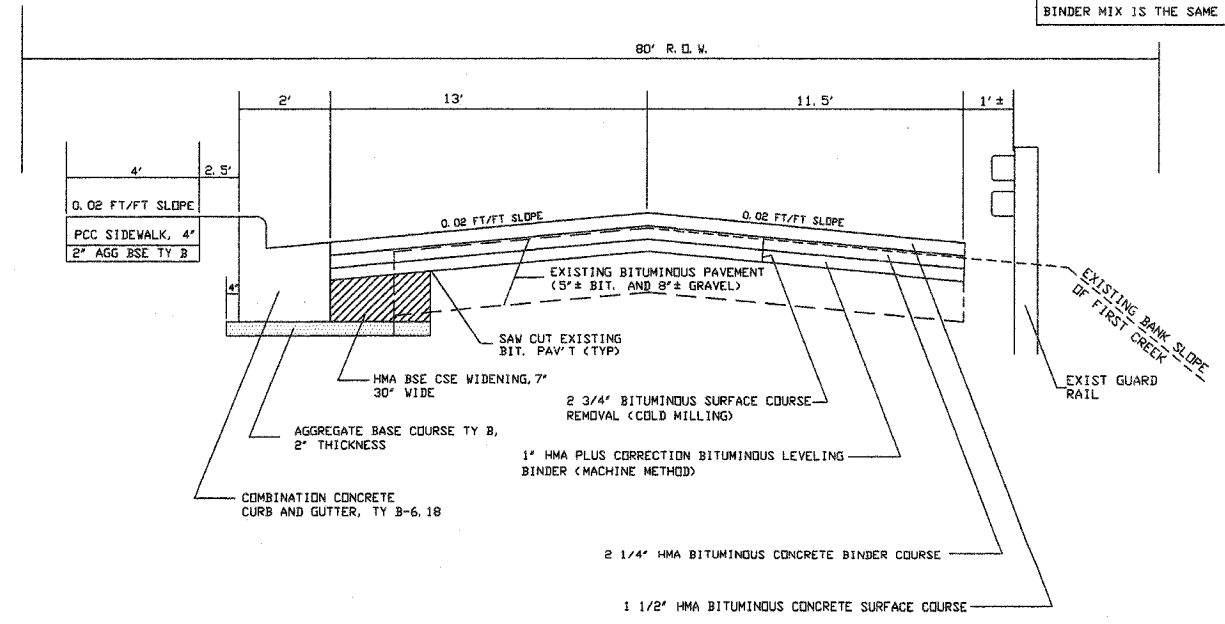 BINDER MIX IS THE SAME
80' R.O.W.
2'
13'
11.5'
1' ±
4'
2.5'
0.02 FT/FT SLOPE
0.02 FT/FT SLOPE
0.02 FT/FT SLOPE
PCC SIDEWALK, 4"
2" AGG BSE TY B
4"
EXISTING BITUMINOUS PAVEMENT
(5"± BIT. AND 8"± GRAVEL)
EXISTING BANK SLOPE
OF FIRST CREEK
SAW CUT EXISTING
BIT. PAV'T (TYP)
HMA BSE CSE WIDENING, 7"
30" WIDE
EXIST GUARD
RAIL
2 3/4" BITUMINOUS SURFACE COURSE
REMOVAL (COLD MILLING)
AGGREGATE BASE COURSE TY B,
2" THICKNESS
1" HMA PLUS CORRECTION BITUMINOUS LEVELING
BINDER (MACHINE METHOD)
COMBINATION CONCRETE
CURB AND GUTTER, TY B-6.18
2 1/4" HMA BITUMINOUS CONCRETE BINDER COURSE
1 1/2" HMA BITUMINOUS CONCRETE SURFACE COURSE